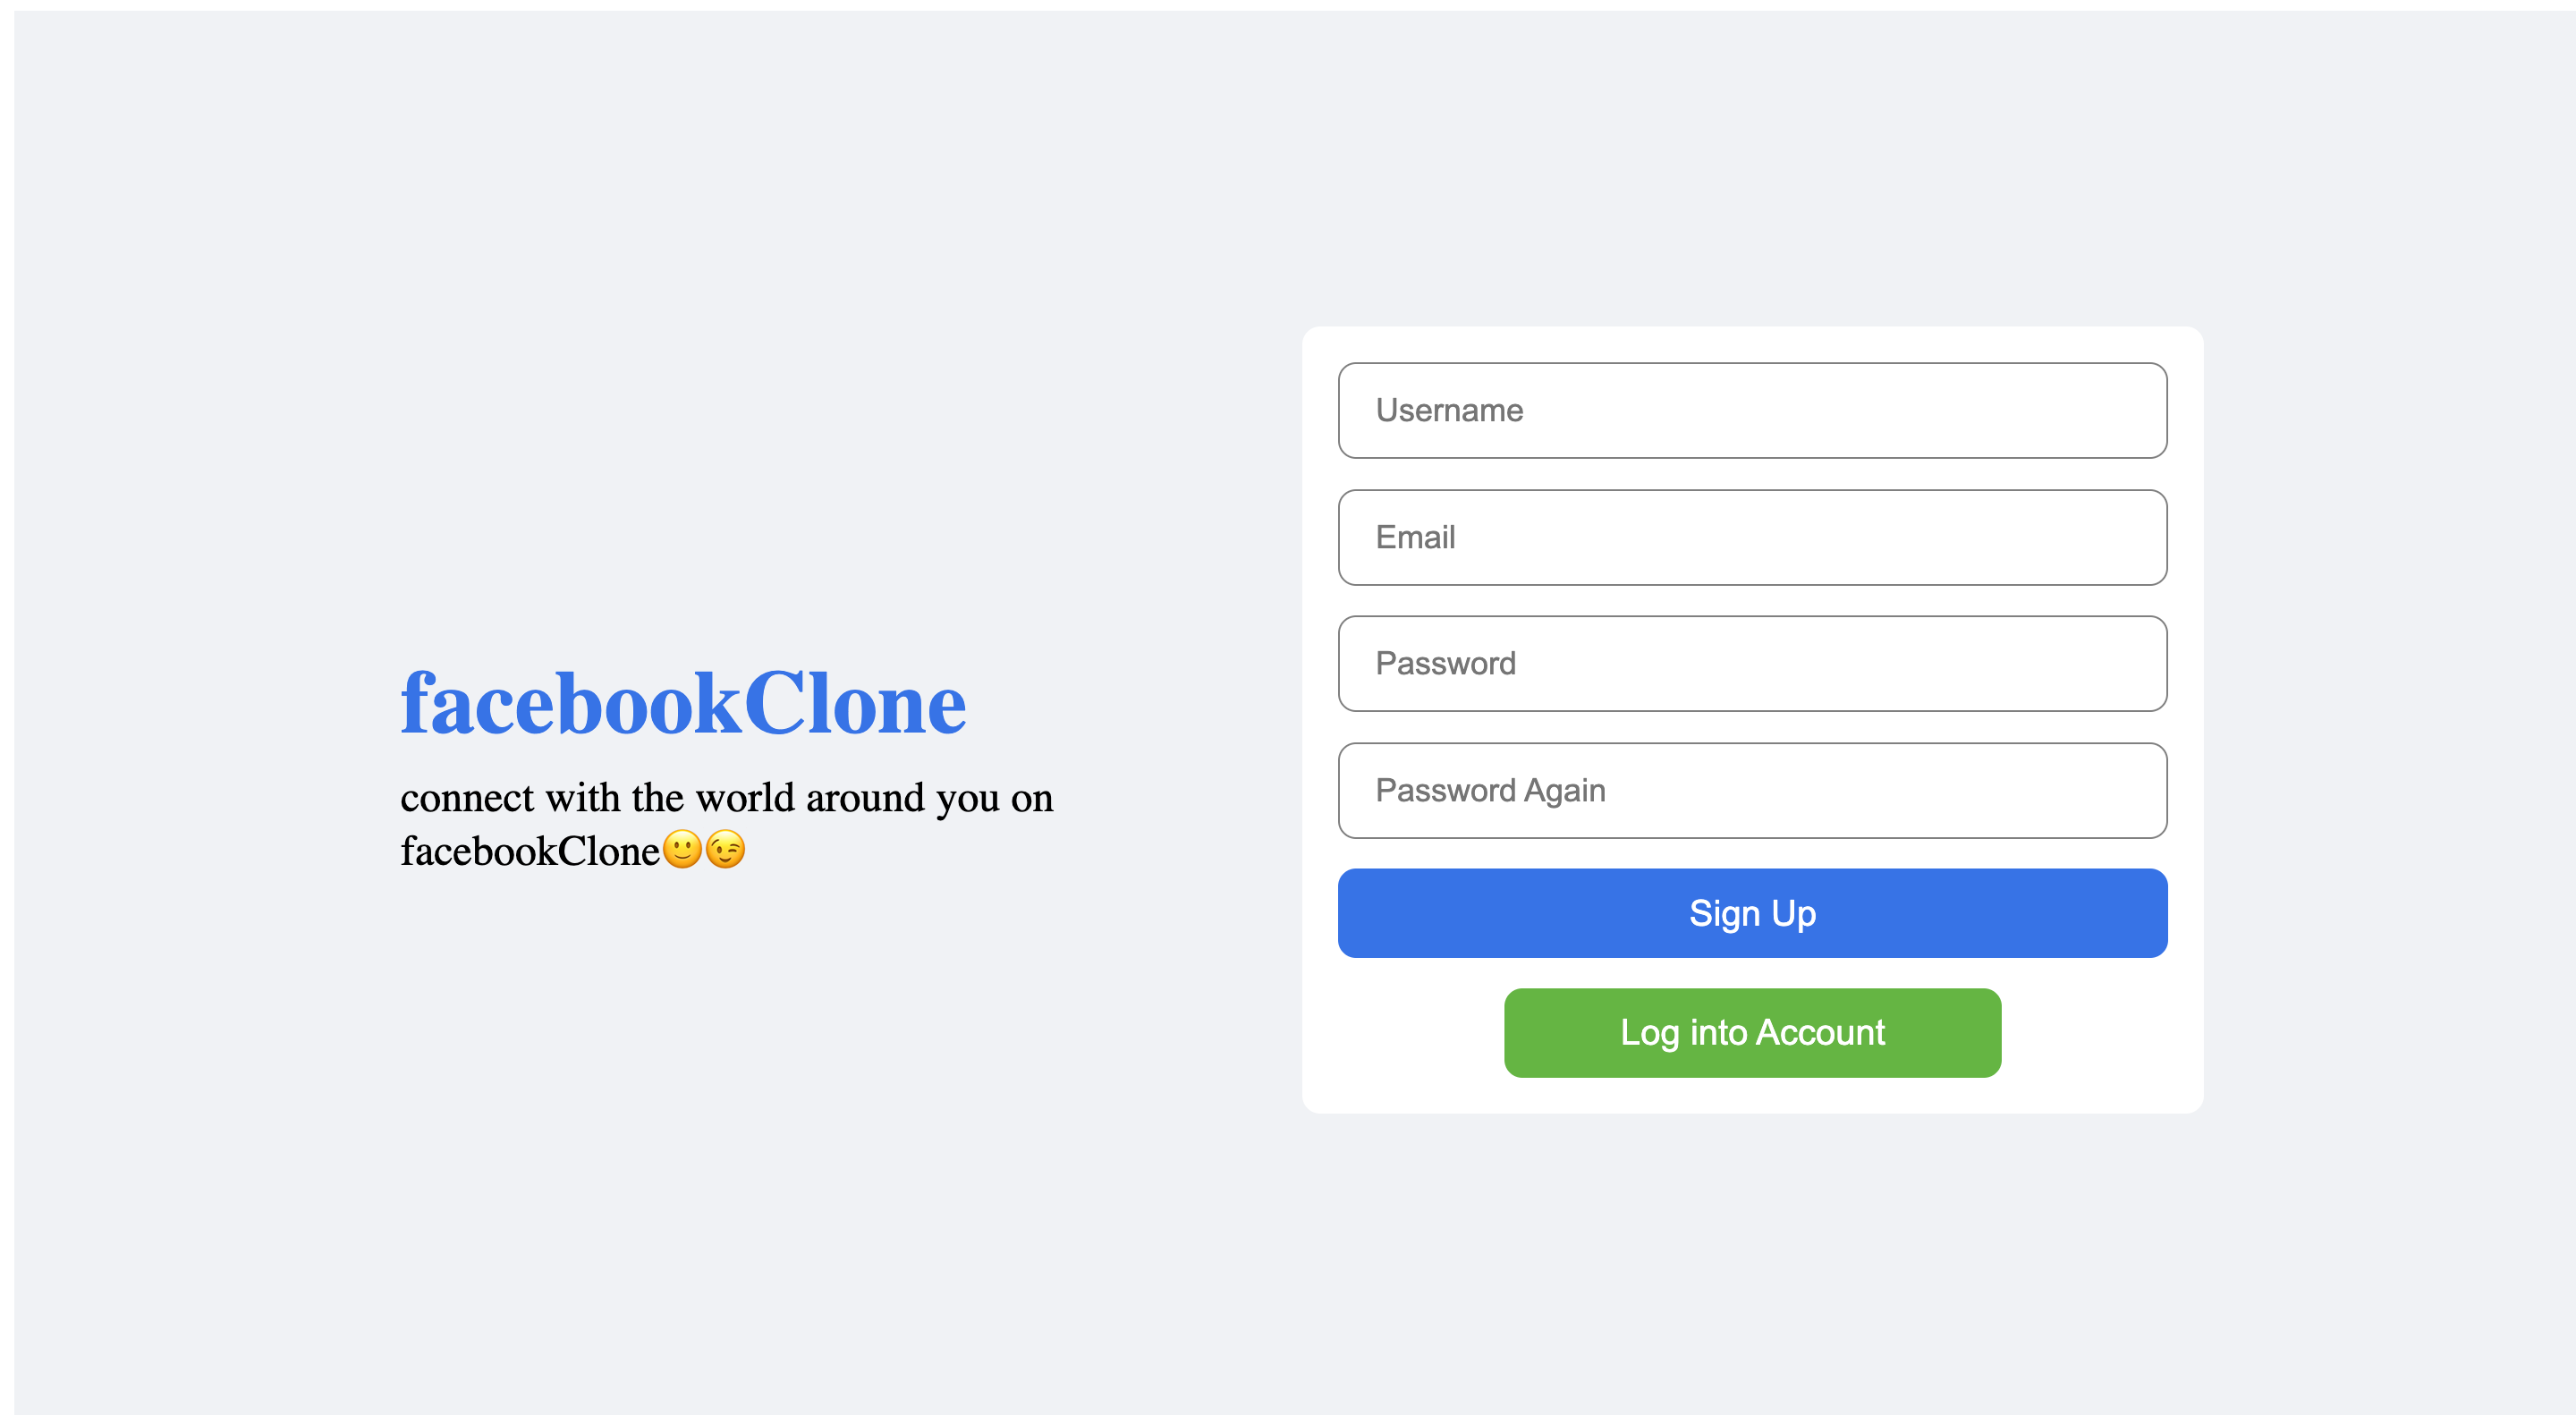 facebookClone
connect with the world around you on
facebookClone🙂😉
Username
Email
Password
Password Again
Sign Up
Log into Account